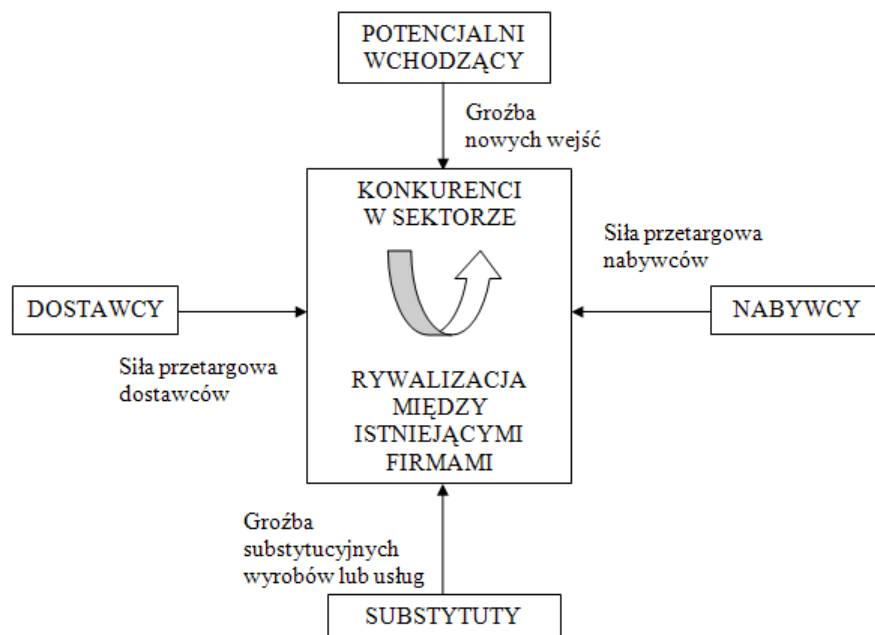 POTENCJALNI
WCHODZĄCY
Groźba
nowych wejść
KONKURENCI
W SEKTORZE
Siła przetargowa
nabywców
DOSTAWCY
NABYWCY
Siła przetargowa
dostawców
RYWALIZACJA
MIĘDZY
ISTNIEJĄCYMI
FIRMAMI
Groźba
substytucyjnych
wyrobów lub usług
SUBSTYTUTY